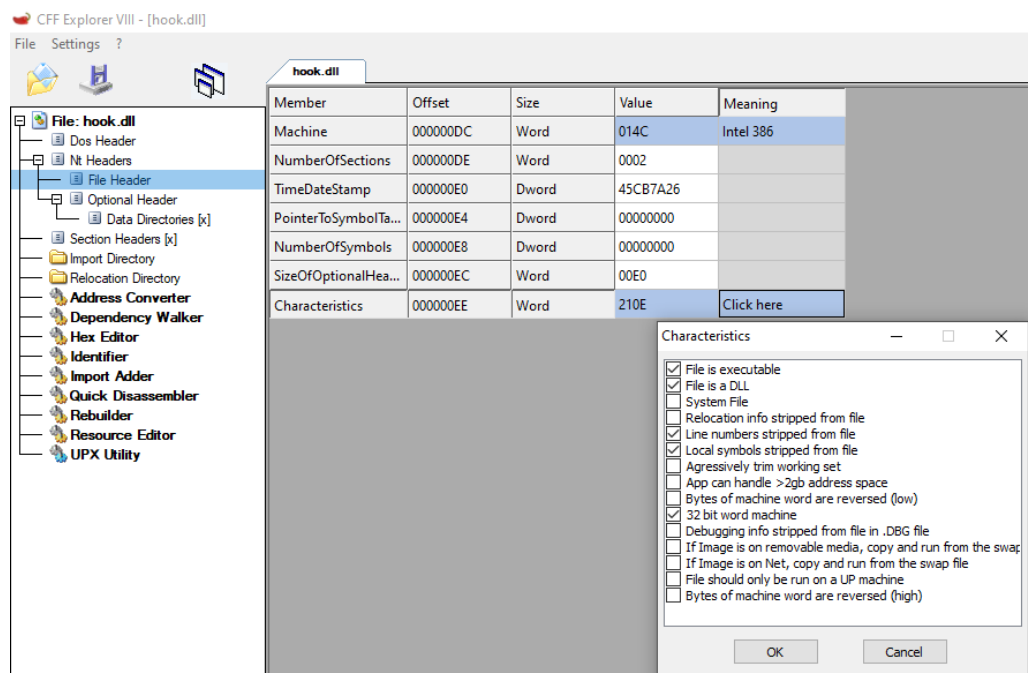 CFF Explorer VIII - [hook.dll]
File Settings ?
hook.dll
File: hook.dll
Dos Header
Nt Headers
File Header
Optional Header
Data Directories [x]
Section Headers [x]
Import Directory
Relocation Directory
Address Converter
Dependency Walker
Hex Editor
Identifier
Import Adder
Quick Disassembler
Rebuilder
Resource Editor
UPX Utility
Member Offset Size Value Meaning
Machine 000000DC Word 014C Intel 386
NumberOfSections 000000DE Word 0002
TimeDateStamp 000000E0 Dword 45CB7A26
PointerToSymbolTa... 000000E4 Dword 00000000
NumberOfSymbols 000000E8 Dword 00000000
SizeOfOptionalHea... 000000EC Word 00E0
Characteristics 000000EE Word 210E Click here
Characteristics
File is executable
File is a DLL
System File
Relocation info stripped from file
Line numbers stripped from file
Local symbols stripped from file
Agressively trim working set
App can handle >2gb address space
Bytes of machine word are reversed (low)
32 bit word machine
Debugging info stripped from file in .DBG file
If Image is on removable media, copy and run from the swap
If Image is on Net, copy and run from the swap file
File should only be run on a UP machine
Bytes of machine word are reversed (high)
OK Cancel